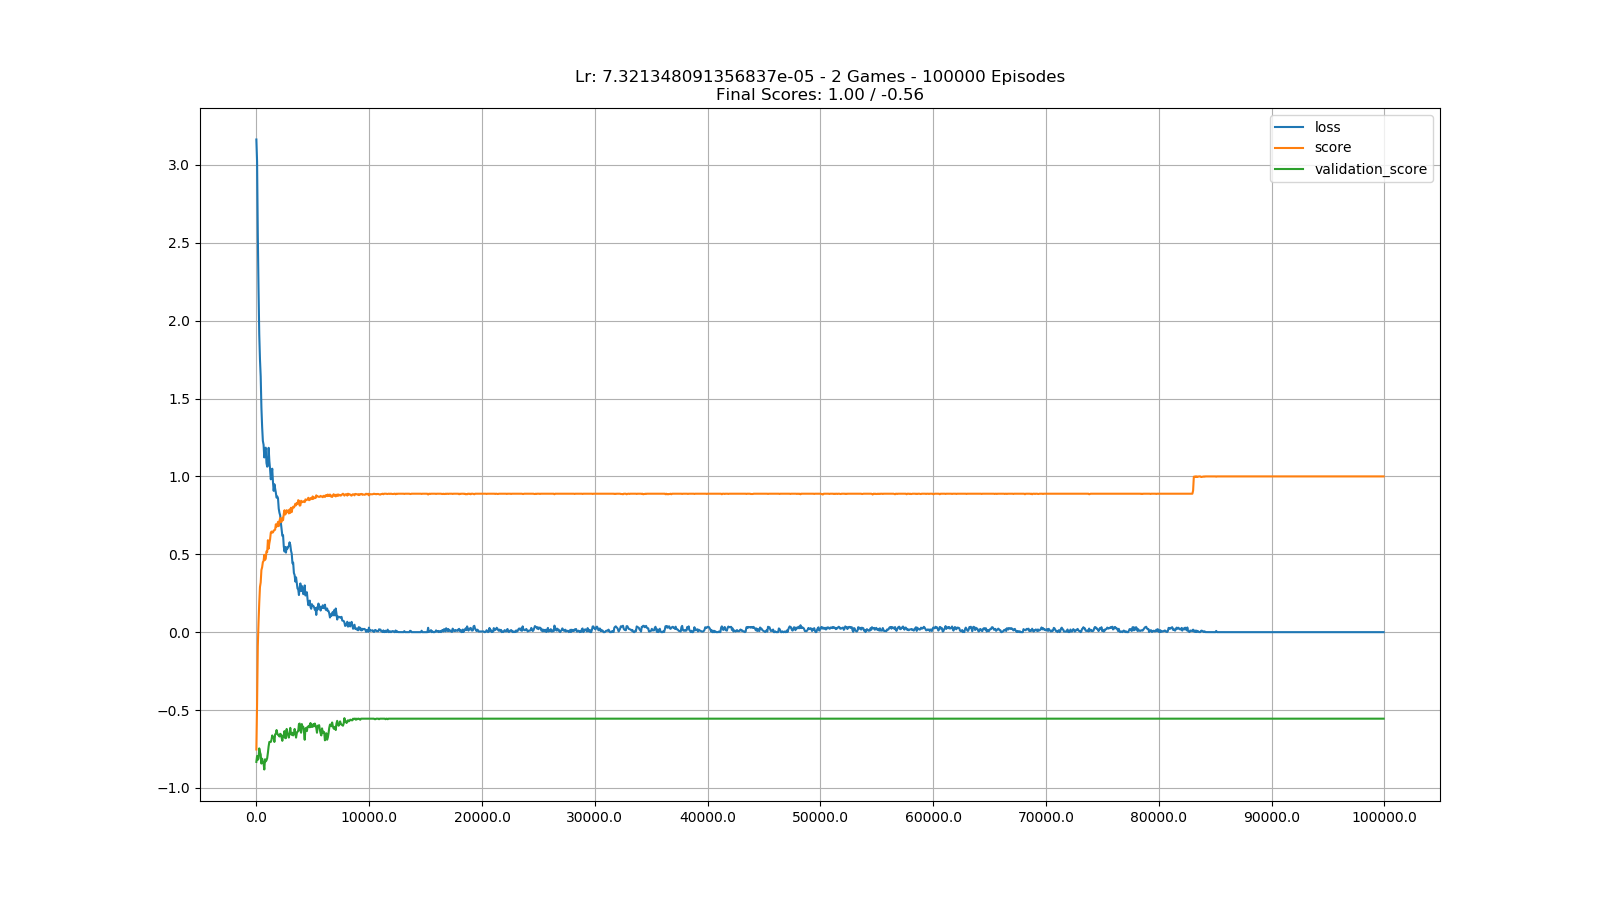 Lr: 7.321348091356837e-05 - 2 Games - 100000 Episodes
Final Scores: 1.00 / -0.56
loss
score
validation_score
3.0
2.5
2.0
1.5
1.0
0.5
0.0
−0.5
−1.0
0.0 10000.0 20000.0 30000.0 40000.0 50000.0 60000.0 70000.0 80000.0 90000.0 100000.0